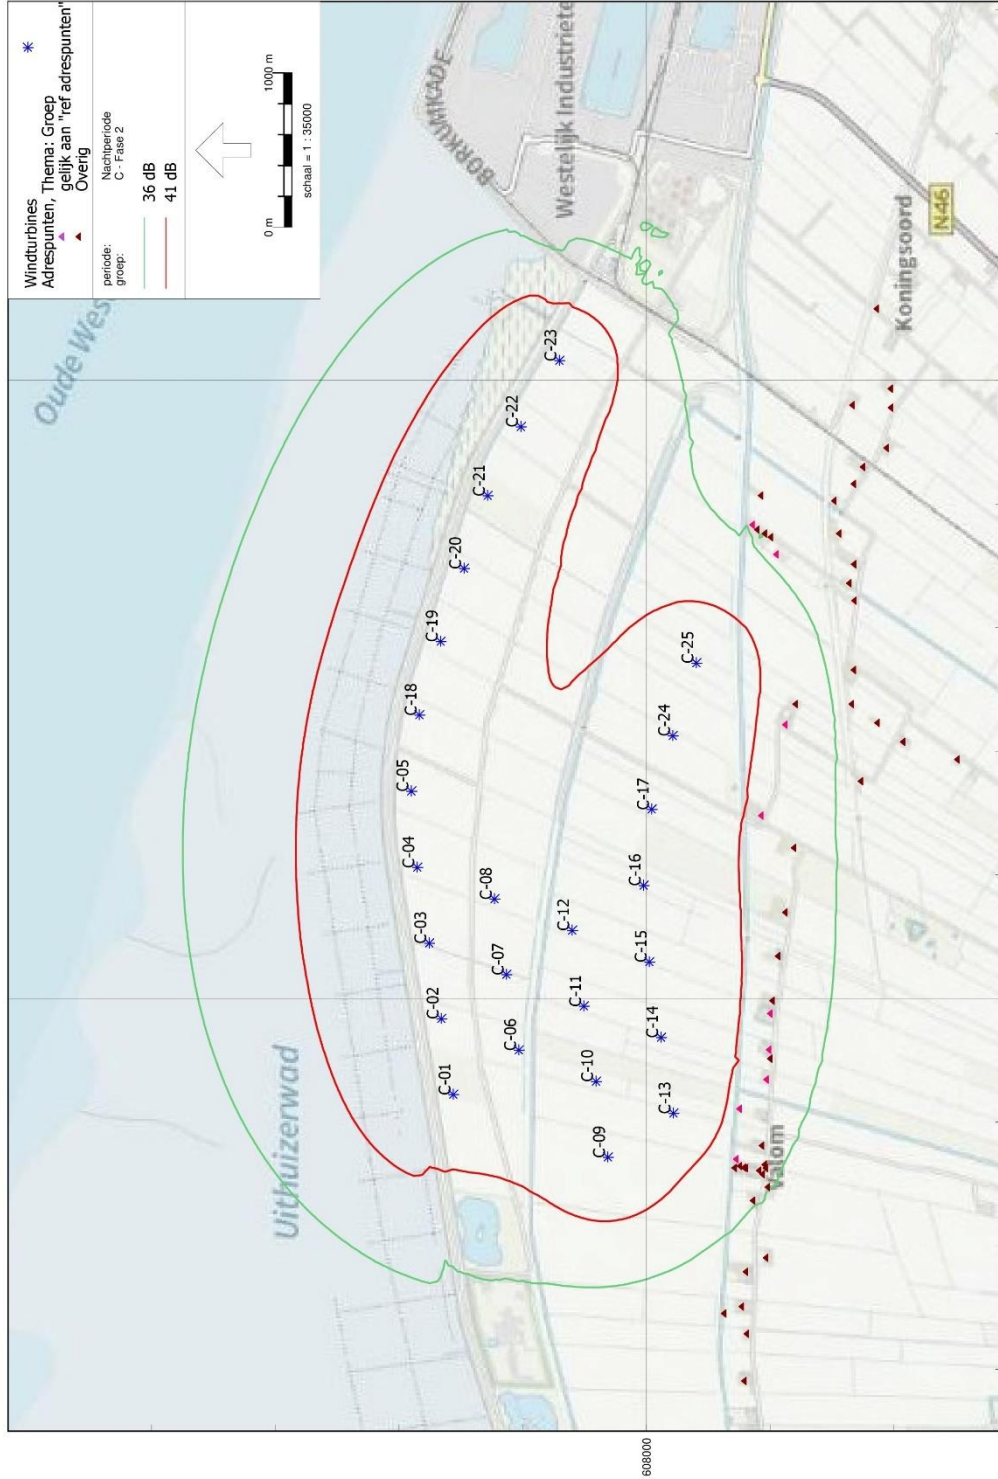 Windturbines
Adrespunten, Thema: Groep
gelijk aan "ref adrespunten"
Overig
periode: Nachtperiode
groep: C - Fase 2
36 dB
41 dB
0 m 1000 m
schaal = 1 : 35000
Oude Wes
BORKUMKADE
Westelijk Industriete
Uithuizerwad
Koningsoord
N46
Valom
C-01
C-02
C-03
C-04
C-05
C-18
C-19
C-20
C-21
C-22
C-23
C-06
C-07
C-08
C-09
C-10
C-11
C-12
C-13
C-14
C-15
C-16
C-17
C-24
C-25
608000